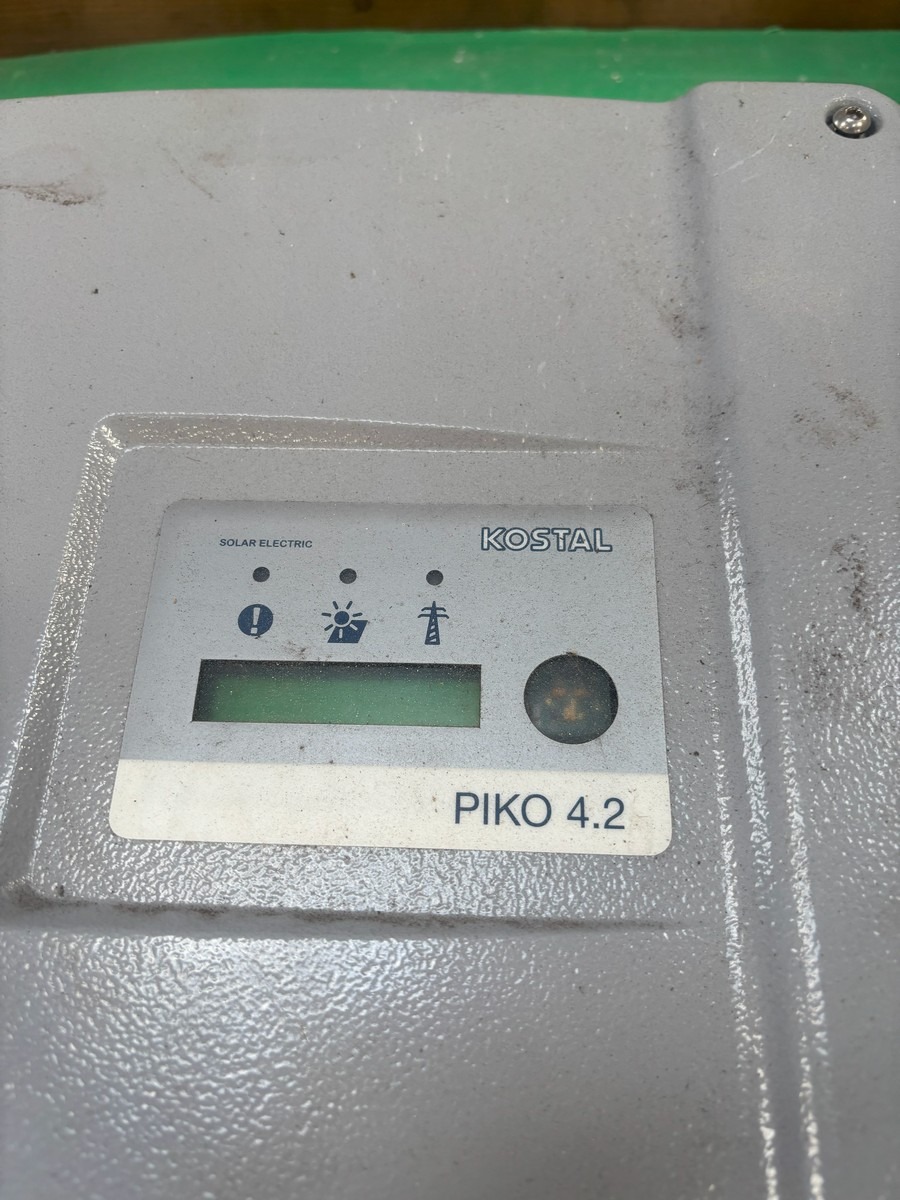 SOLAR ELECTRIC
KOSTAL
PIKO 4.2